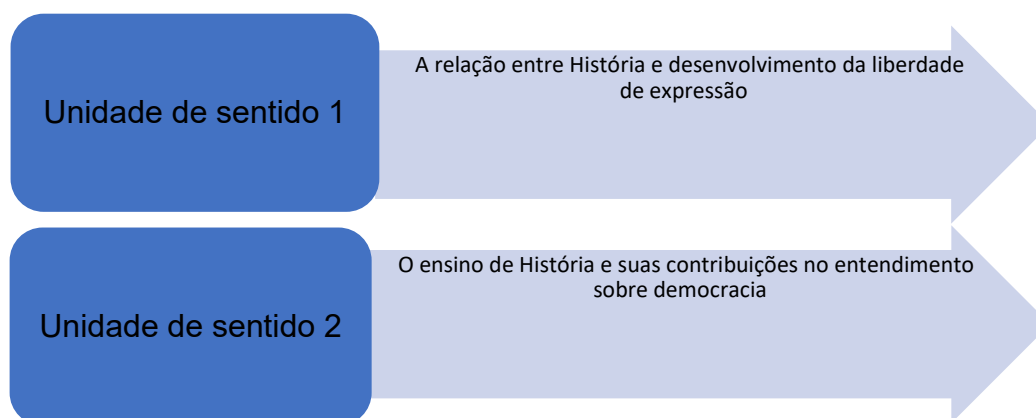 Unidade de sentido 1
A relação entre História e desenvolvimento da liberdade
de expressão
Unidade de sentido 2
O ensino de História e suas contribuições no entendimento
sobre democracia